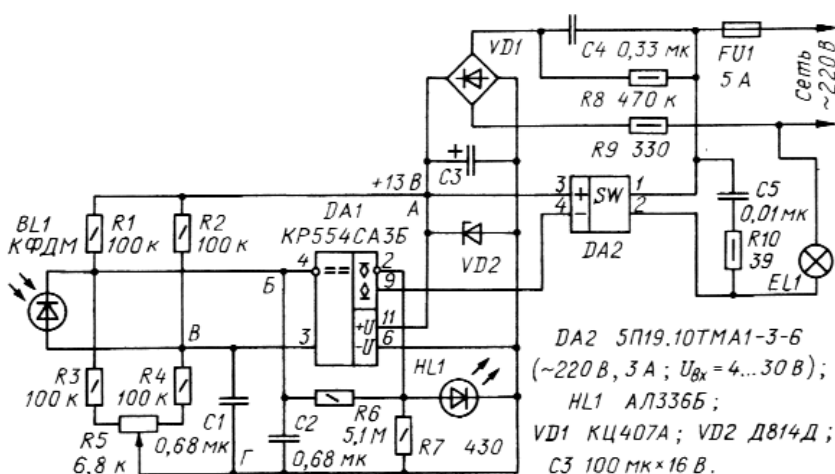 VD1
C4 0,33 мк
FU1
5 А
Сеть
~220 В
R8 470 к
R9 330
C3
+13 В
А
3
+
SW
1
4
-
2
DA2
C5
0,01 мк
R10
39
EL1
BL1
КФДМ
R1
100 к
R2
100 к
DA1
КР554СА3Б
VD2
4
==
2
9
Б
В
3
+U
11
-U
6
HL1
R3
100 к
R4
100 к
R5
6,8 к
C1
0,68 мк
Г
C2
0,68 мк
R6
5,1 М
R7
430
DA2 5П19.10ТМА1-3-6
(~220 В, 3 А; Uвх = 4...30 В);
HL1 АЛ336Б;
VD1 КЦ407А; VD2 Д814Д;
C3 100 мк × 16 В.